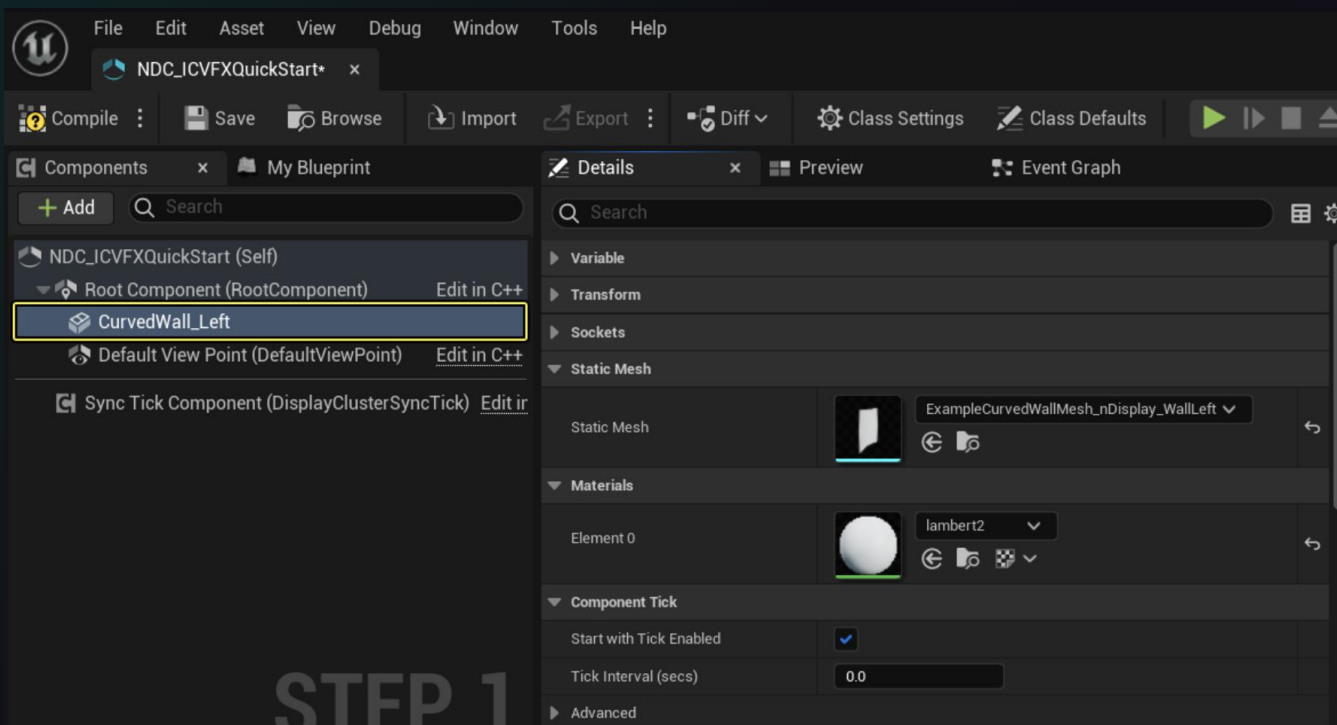 File Edit Asset View Debug Window Tools Help
NDC_ICVFXQuickStart*
Compile Save Browse Import Export Diff Class Settings Class Defaults
Components My Blueprint Details Preview Event Graph
+ Add Search
Search
NDC_ICVFXQuickStart (Self)
Root Component (RootComponent) Edit in C++
CurvedWall_Left
Default View Point (DefaultViewPoint) Edit in C++
Sync Tick Component (DisplayClusterSyncTick) Edit in
Variable
Transform
Sockets
Static Mesh
Static Mesh ExampleCurvedWallMesh_nDisplay_WallLeft
Materials
Element 0 lambert2
Component Tick
Start with Tick Enabled
Tick Interval (secs) 0.0
Advanced
STEP 1